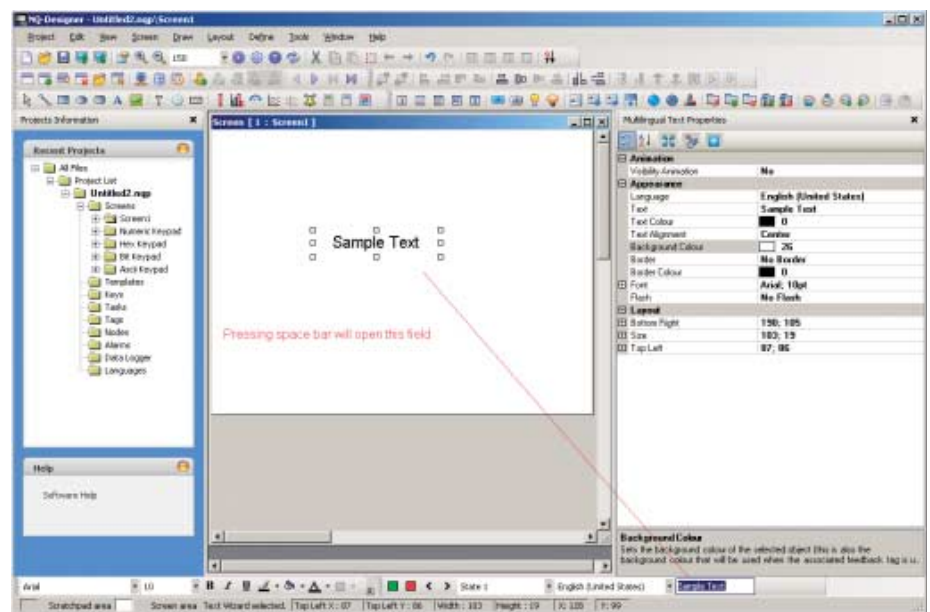 NQ-Designer - Untitled2.nqp\Screen1
Project Edit View Screen Draw Layout Define Tools Window Help
150
Projects Information
Recent Projects
All Files
Project List
Untitled2.nqp
Screens
Screen1
Numeric Keypad
Hex Keypad
Bit Keypad
Ascii Keypad
Templates
Keys
Tasks
Tags
Nodes
Alarms
Data Logger
Languages
Help
Software Help
Screen [ 1 : Screen1 ]
Sample Text
Pressing space bar will open this field
Multilingual Text Properties
Animation
Visibility Animation No
Appearance
Language English (United States)
Text Sample Text
Text Colour 0
Text Alignment Center
Background Colour 26
Border No Border
Border Colour 0
Font Arial; 10pt
Flash No Flash
Layout
Bottom Right 190; 105
Size 103; 19
Top Left 87; 86
Background Colour
Sets the background colour of the selected object (this is also the
background colour that will be used when the associated feedback tag is u..
Arial 10 B I U A State 1 English (United States) Sample Text
Scratchpad area Screen area Text Wizard selected. Top Left X : 87 Top Left Y : 86 Width : 103 Height : 19